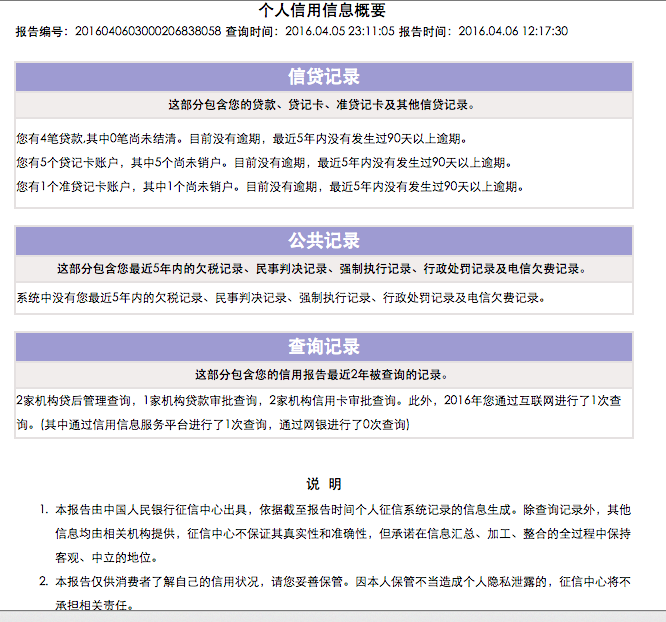 个人信用信息概要
报告编号：2016040603000206838058 查询时间：2016.04.05 23:11:05 报告时间：2016.04.06 12:17:30
信贷记录
这部分包含您的贷款、贷记卡、准贷记卡及其他信贷记录。
您有4笔贷款,其中0笔尚未结清。目前没有逾期，最近5年内没有发生过90天以上逾期。
您有5个贷记卡账户，其中5个尚未销户。目前没有逾期，最近5年内没有发生过90天以上逾期。
您有1个准贷记卡账户，其中1个尚未销户。目前没有逾期，最近5年内没有发生过90天以上逾期。
公共记录
这部分包含您最近5年内的欠税记录、民事判决记录、强制执行记录、行政处罚记录及电信欠费记录。
系统中没有您最近5年内的欠税记录、民事判决记录、强制执行记录、行政处罚记录及电信欠费记录。
查询记录
这部分包含您的信用报告最近2年被查询的记录。
2家机构贷后管理查询，1家机构贷款审批查询，2家机构信用卡审批查询。此外，2016年您通过互联网进行了1次查
询。(其中通过信用信息服务平台进行了1次查询，通过网银进行了0次查询)
说 明
1. 本报告由中国人民银行征信中心出具，依据截至报告时间个人征信系统记录的信息生成。除查询记录外，其他
信息均由相关机构提供，征信中心不保证其真实性和准确性，但承诺在信息汇总、加工、整合的全过程中保持
客观、中立的地位。
2. 本报告仅供消费者了解自己的信用状况，请您妥善保管。因本人保管不当造成个人隐私泄露的，征信中心将不
承担相关责任。